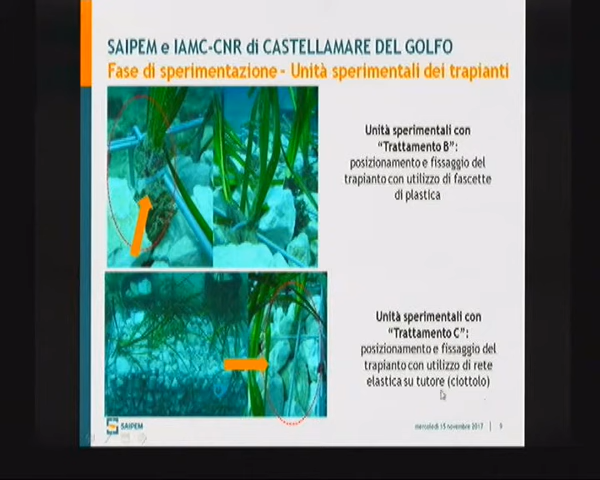 SAIPEM e IAMC-CNR di CASTELLAMARE DEL GOLFO
Fase di sperimentazione - Unità sperimentali dei trapianti
Unità sperimentali con
“Trattamento B”:
posizionamento e fissaggio del
trapianto con utilizzo di fascette
di plastica
Unità sperimentali con
“Trattamento C”:
posizionamento e fissaggio del
trapianto con utilizzo di rete
elastica su tutore (ciottolo)
SAIPEM
mercoledì 15 novembre 2017